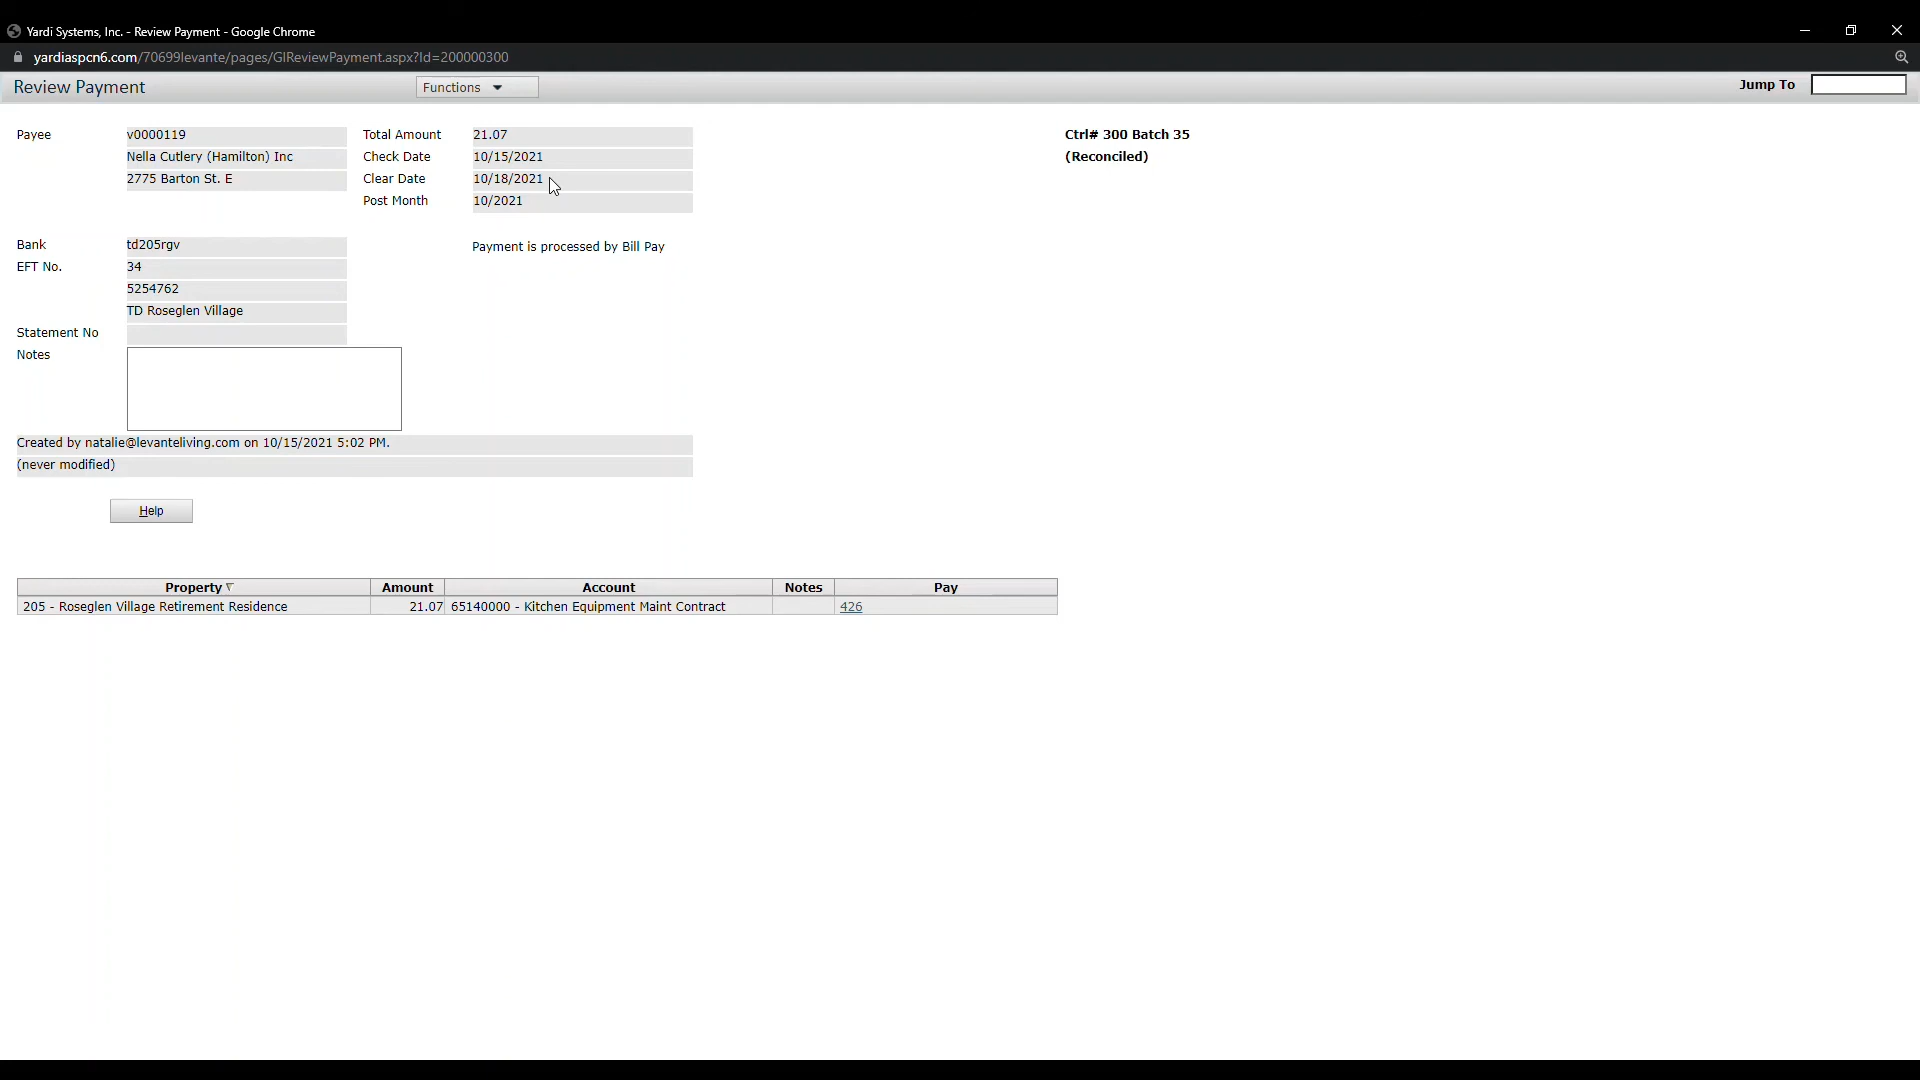 Yardi Systems, Inc. - Review Payment - Google Chrome
yardiaspcn6.com/70699levante/pages/GlReviewPayment.aspx?Id=200000300
Review Payment
Functions
Jump To
Payee v0000119
Nella Cutlery (Hamilton) Inc
2775 Barton St. E
Total Amount 21.07
Check Date 10/15/2021
Clear Date 10/18/2021
Post Month 10/2021
Ctrl# 300 Batch 35
(Reconciled)
Bank td205rgv
EFT No. 34
5254762
TD Roseglen Village
Statement No
Notes
Payment is processed by Bill Pay
Created by natalie@levanteliving.com on 10/15/2021 5:02 PM.
(never modified)
Help
Property Amount Account Notes Pay
205 - Roseglen Village Retirement Residence 21.07 65140000 - Kitchen Equipment Maint Contract 426